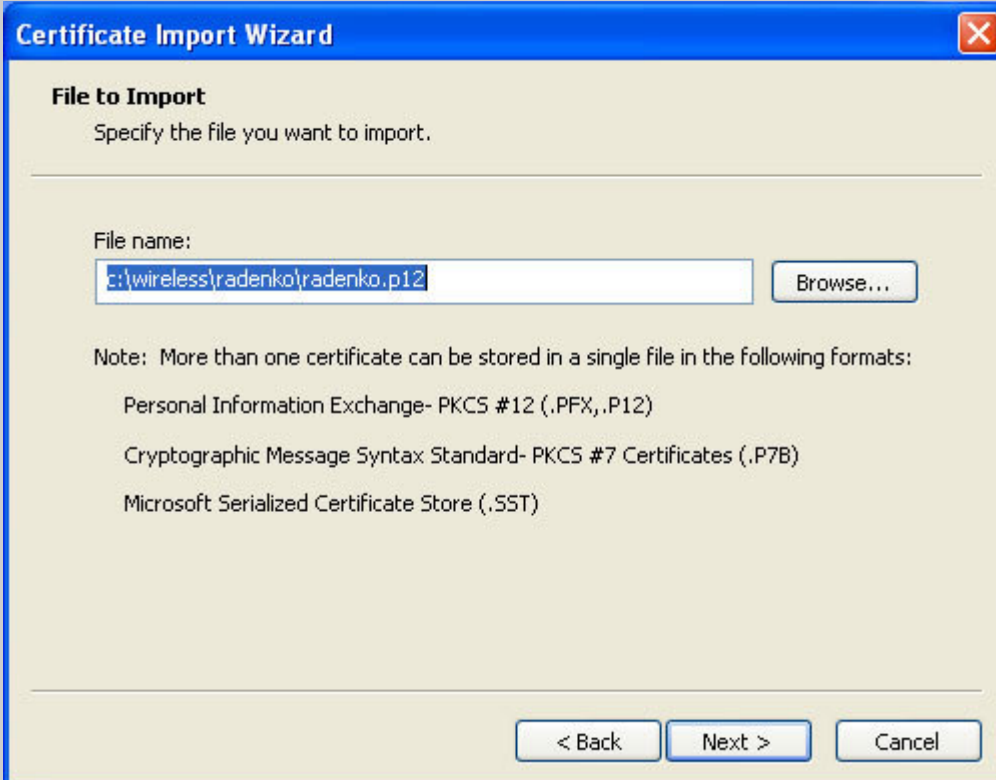 Certificate Import Wizard
File to Import
Specify the file you want to import.
File name:
c:\wireless\radenko\radenko.p12
Browse...
Note:  More than one certificate can be stored in a single file in the following formats:
Personal Information Exchange- PKCS #12 (.PFX,.P12)
Cryptographic Message Syntax Standard- PKCS #7 Certificates (.P7B)
Microsoft Serialized Certificate Store (.SST)
< Back Next > Cancel